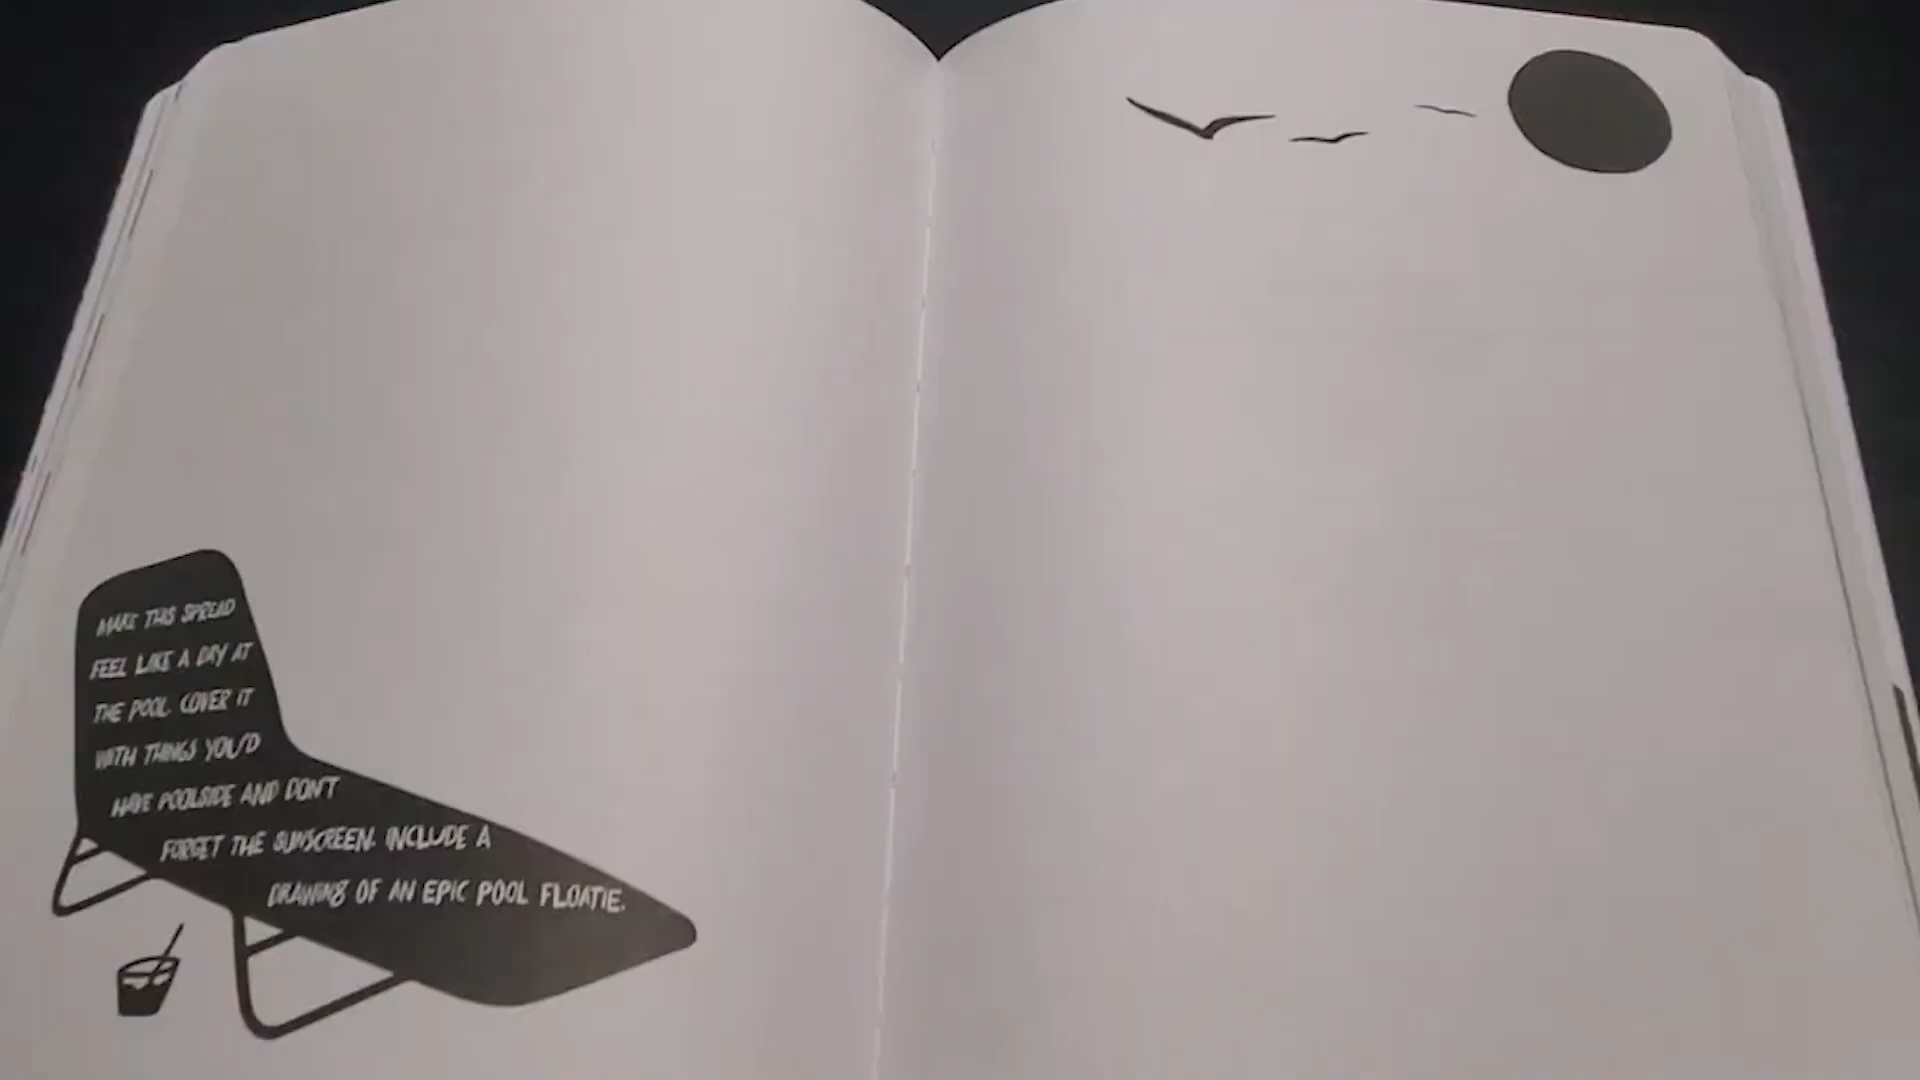 MAKE THIS SPREAD
FEEL LIKE A DAY AT
THE POOL. COVER IT
WITH THINGS YOU'D
HAVE POOLSIDE AND DON'T
FORGET THE SUNSCREEN. INCLUDE A
DRAWING OF AN EPIC POOL FLOATIE.